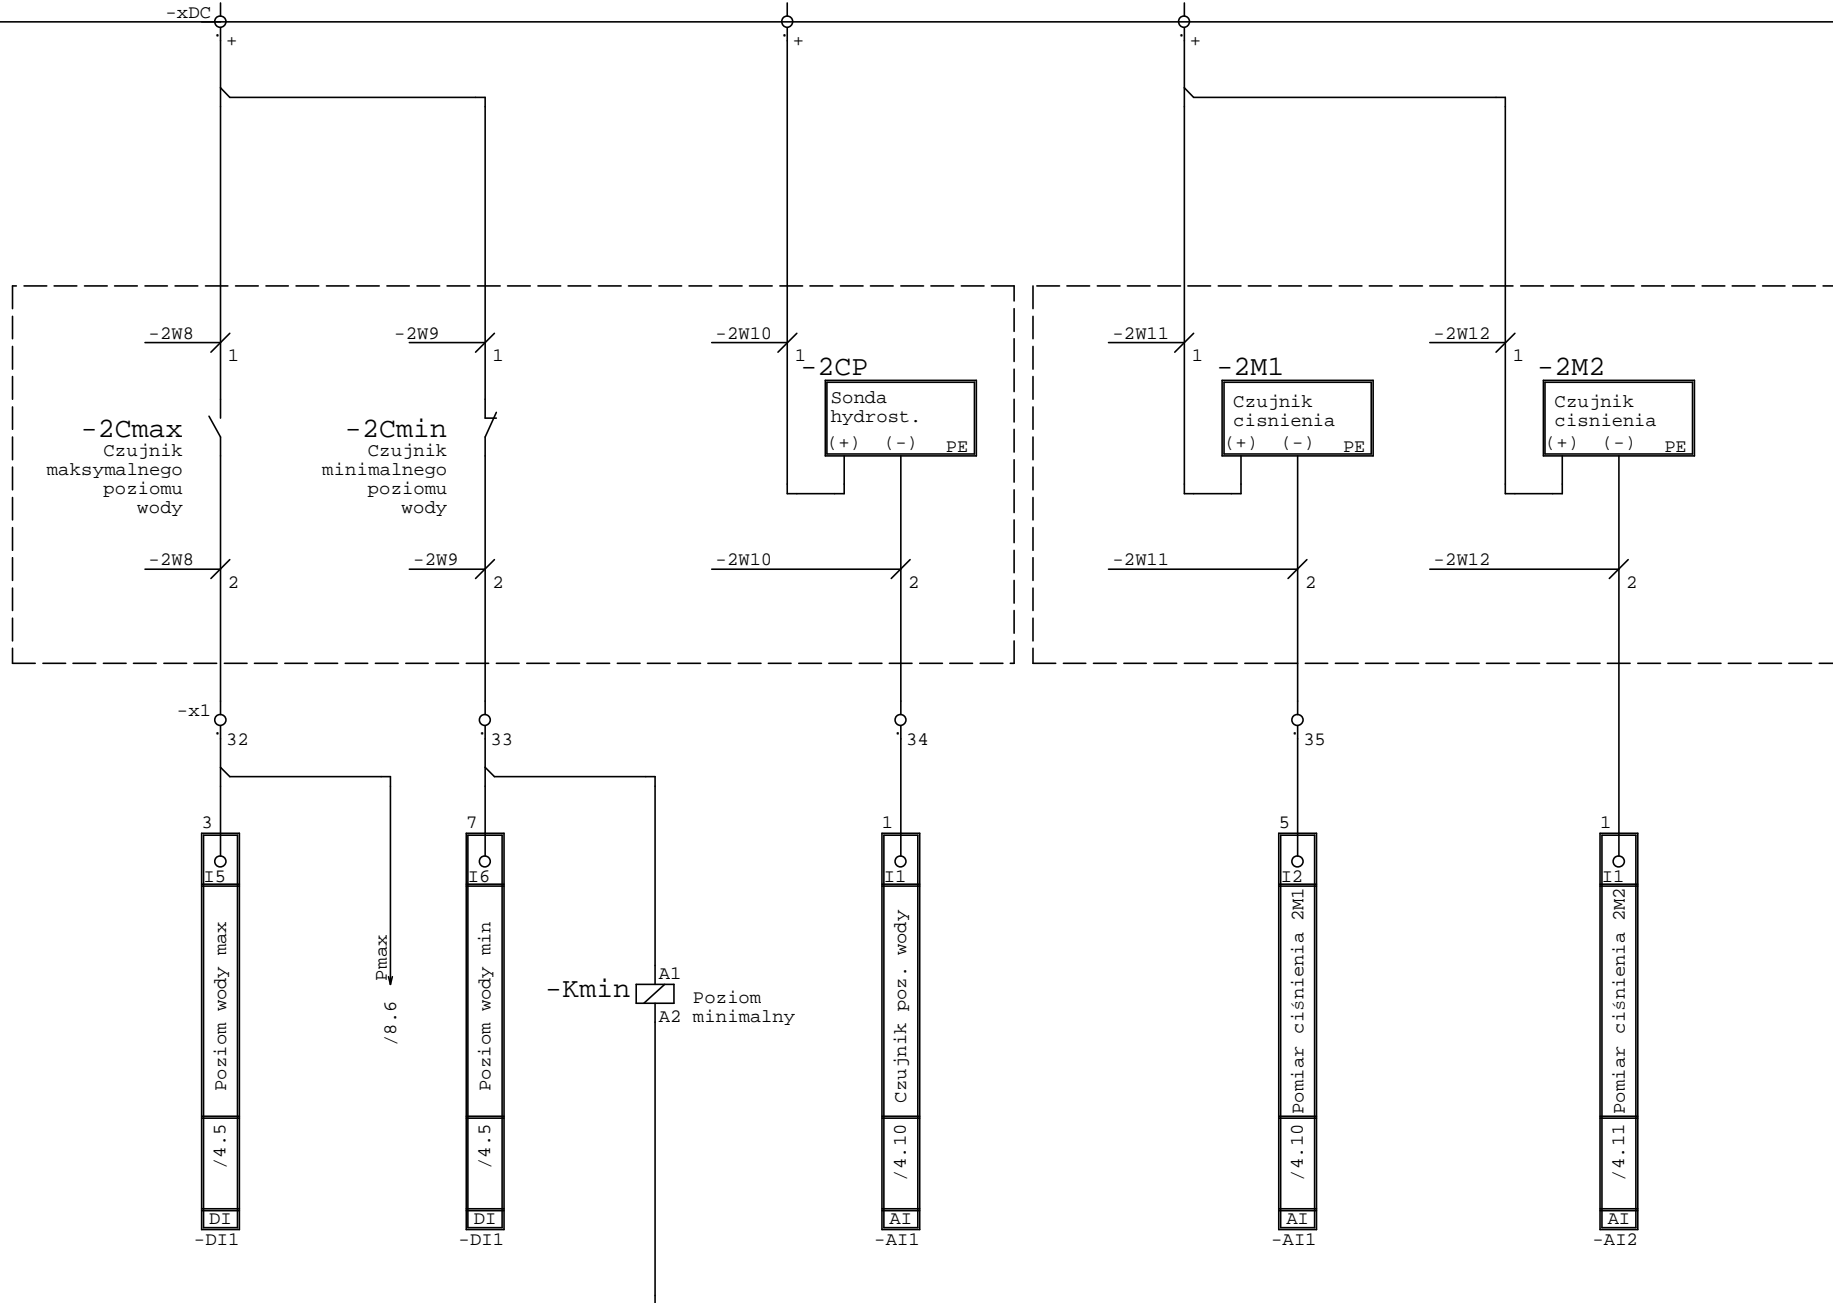 -xDC
+
+
+
-2W8
1
-2W9
1
-2W10
1
-2W11
1
-2W12
1
-2CP
Sonda
hydrost.
(+) (-) PE
-2M1
Czujnik
cisnienia
(+) (-) PE
-2M2
Czujnik
cisnienia
(+) (-) PE
-2Cmax
Czujnik
maksymalnego
poziomu
wody
-2Cmin
Czujnik
minimalnego
poziomu
wody
-2W8
2
-2W9
2
-2W10
2
-2W11
2
-2W12
2
-x1
32
33
34
35
3
I5
Poziom wody max
/4.5
DI
-DI1
Pmax
/8.6
7
I6
Poziom wody min
/4.5
DI
-DI1
-Kmin
A1
A2
Poziom
minimalny
1
I1
Czujnik poz. wody
/4.10
AI
-AI1
5
I2
Pomiar ciśnienia 2M1
/4.10
AI
-AI1
1
I1
Pomiar ciśnienia 2M2
/4.11
AI
-AI2